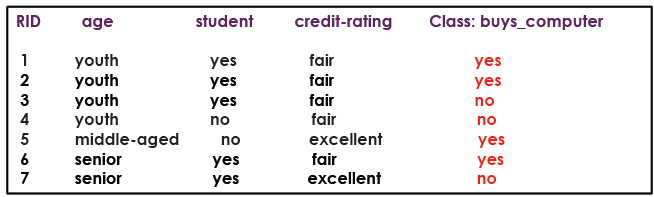 RID age student credit-rating Class: buys_computer
1 youth yes fair yes
2 youth yes fair yes
3 youth yes fair no
4 youth no fair no
5 middle-aged no excellent yes
6 senior yes fair yes
7 senior yes excellent no